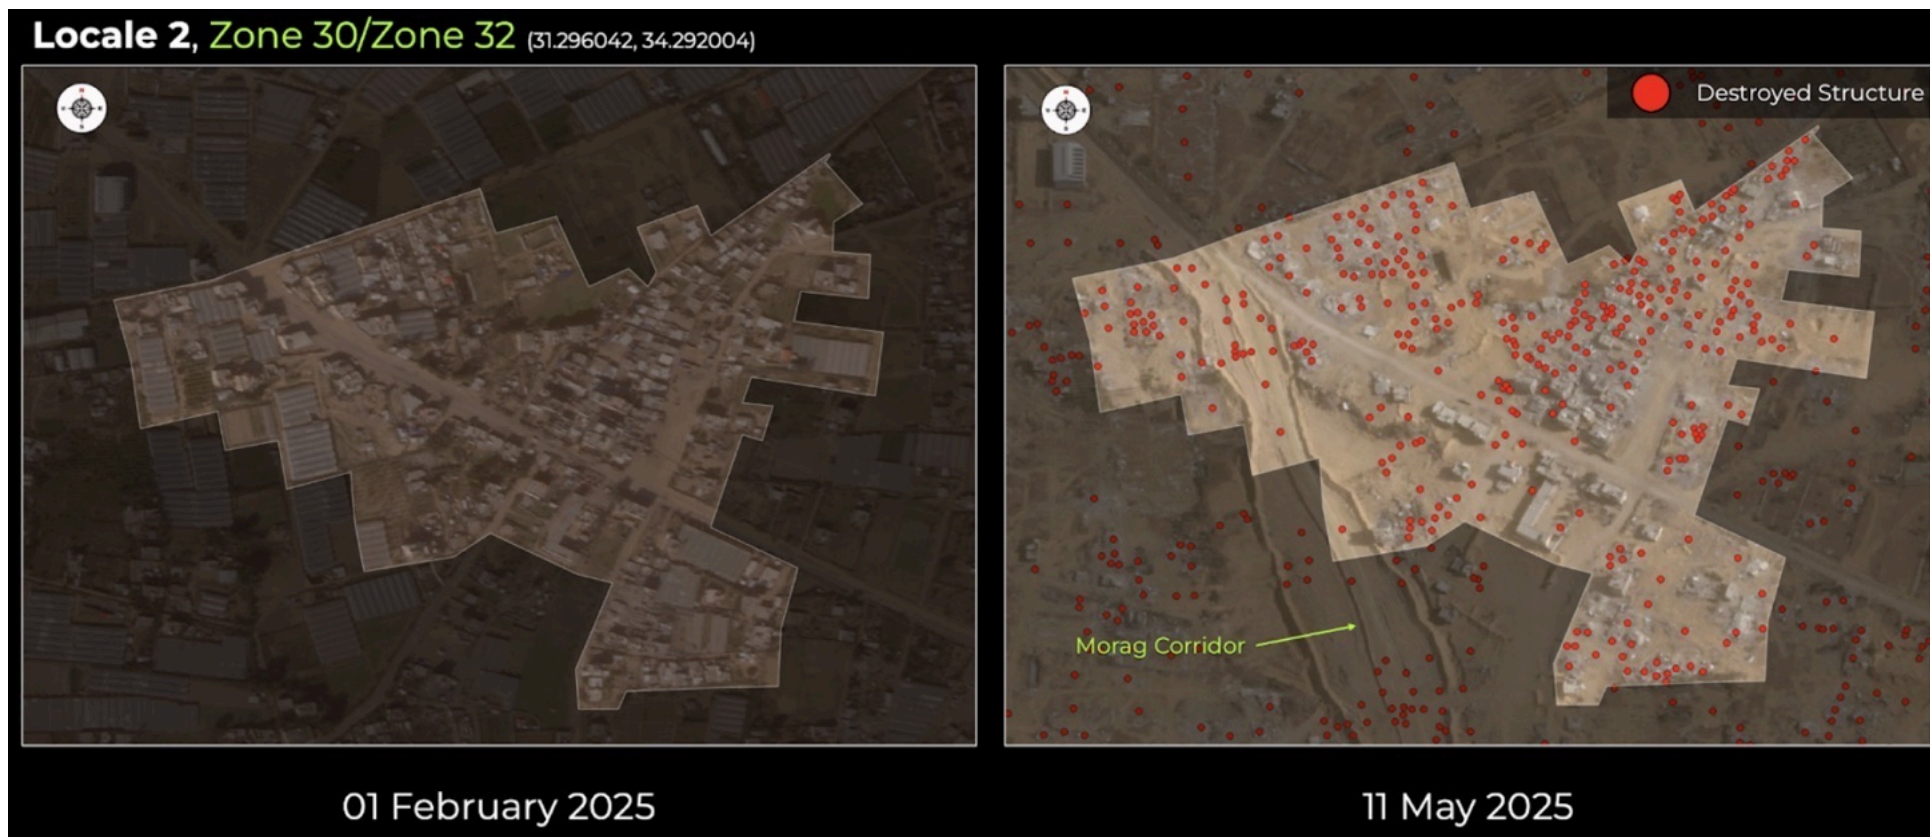 Locale 2, Zone 30/Zone 32 (31.296042, 34.292004)
Destroyed Structure
Morag Corridor
01 February 2025
11 May 2025